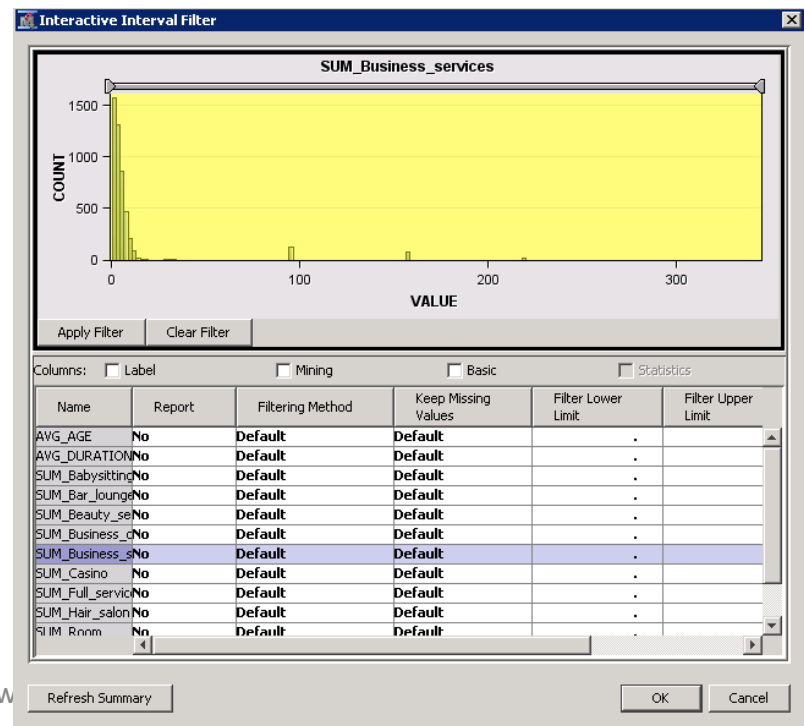 Interactive Interval Filter
SUM_Business_services
1500
1000
500
0
COUNT
0 100 200 300
VALUE
Apply Filter Clear Filter
Columns: Label Mining Basic Statistics
Name Report Filtering Method Keep Missing Values Filter Lower Limit Filter Upper Limit
AVG_AGE No Default Default .
AVG_DURATION No Default Default .
SUM_Babysitting No Default Default .
SUM_Bar_lounge No Default Default .
SUM_Beauty_se No Default Default .
SUM_Business_c No Default Default .
SUM_Business_s No Default Default .
SUM_Casino No Default Default .
SUM_Full_servic No Default Default .
SUM_Hair_salon No Default Default .
SUM_Room No Default Default .
w Refresh Summary OK Cancel